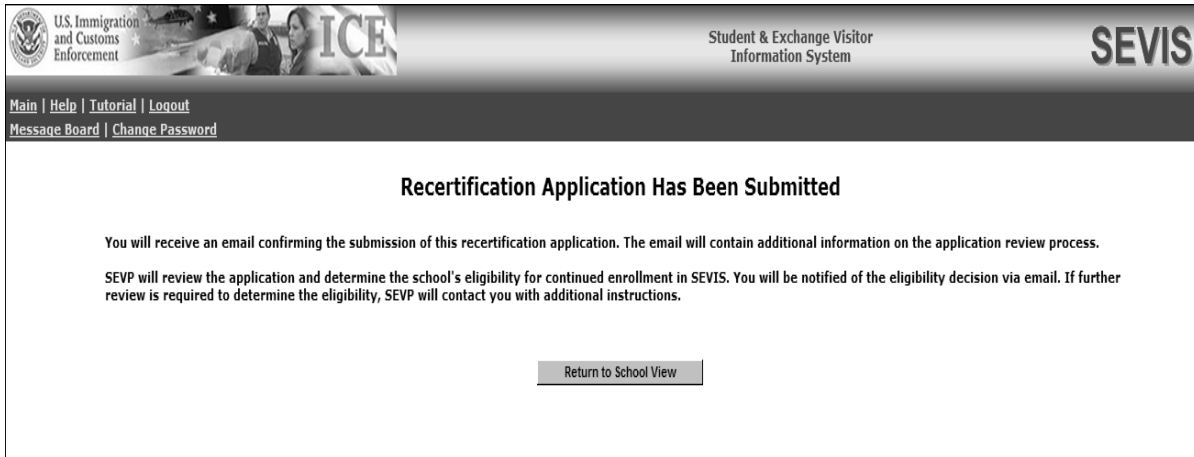 U.S. Immigration
and Customs
Enforcement
ICE
Student & Exchange Visitor
Information System
SEVIS
Main | Help | Tutorial | Logout
Message Board | Change Password
Recertification Application Has Been Submitted
You will receive an email confirming the submission of this recertification application. The email will contain additional information on the application review process.
SEVP will review the application and determine the school's eligibility for continued enrollment in SEVIS. You will be notified of the eligibility decision via email. If further
review is required to determine the eligibility, SEVP will contact you with additional instructions.
Return to School View